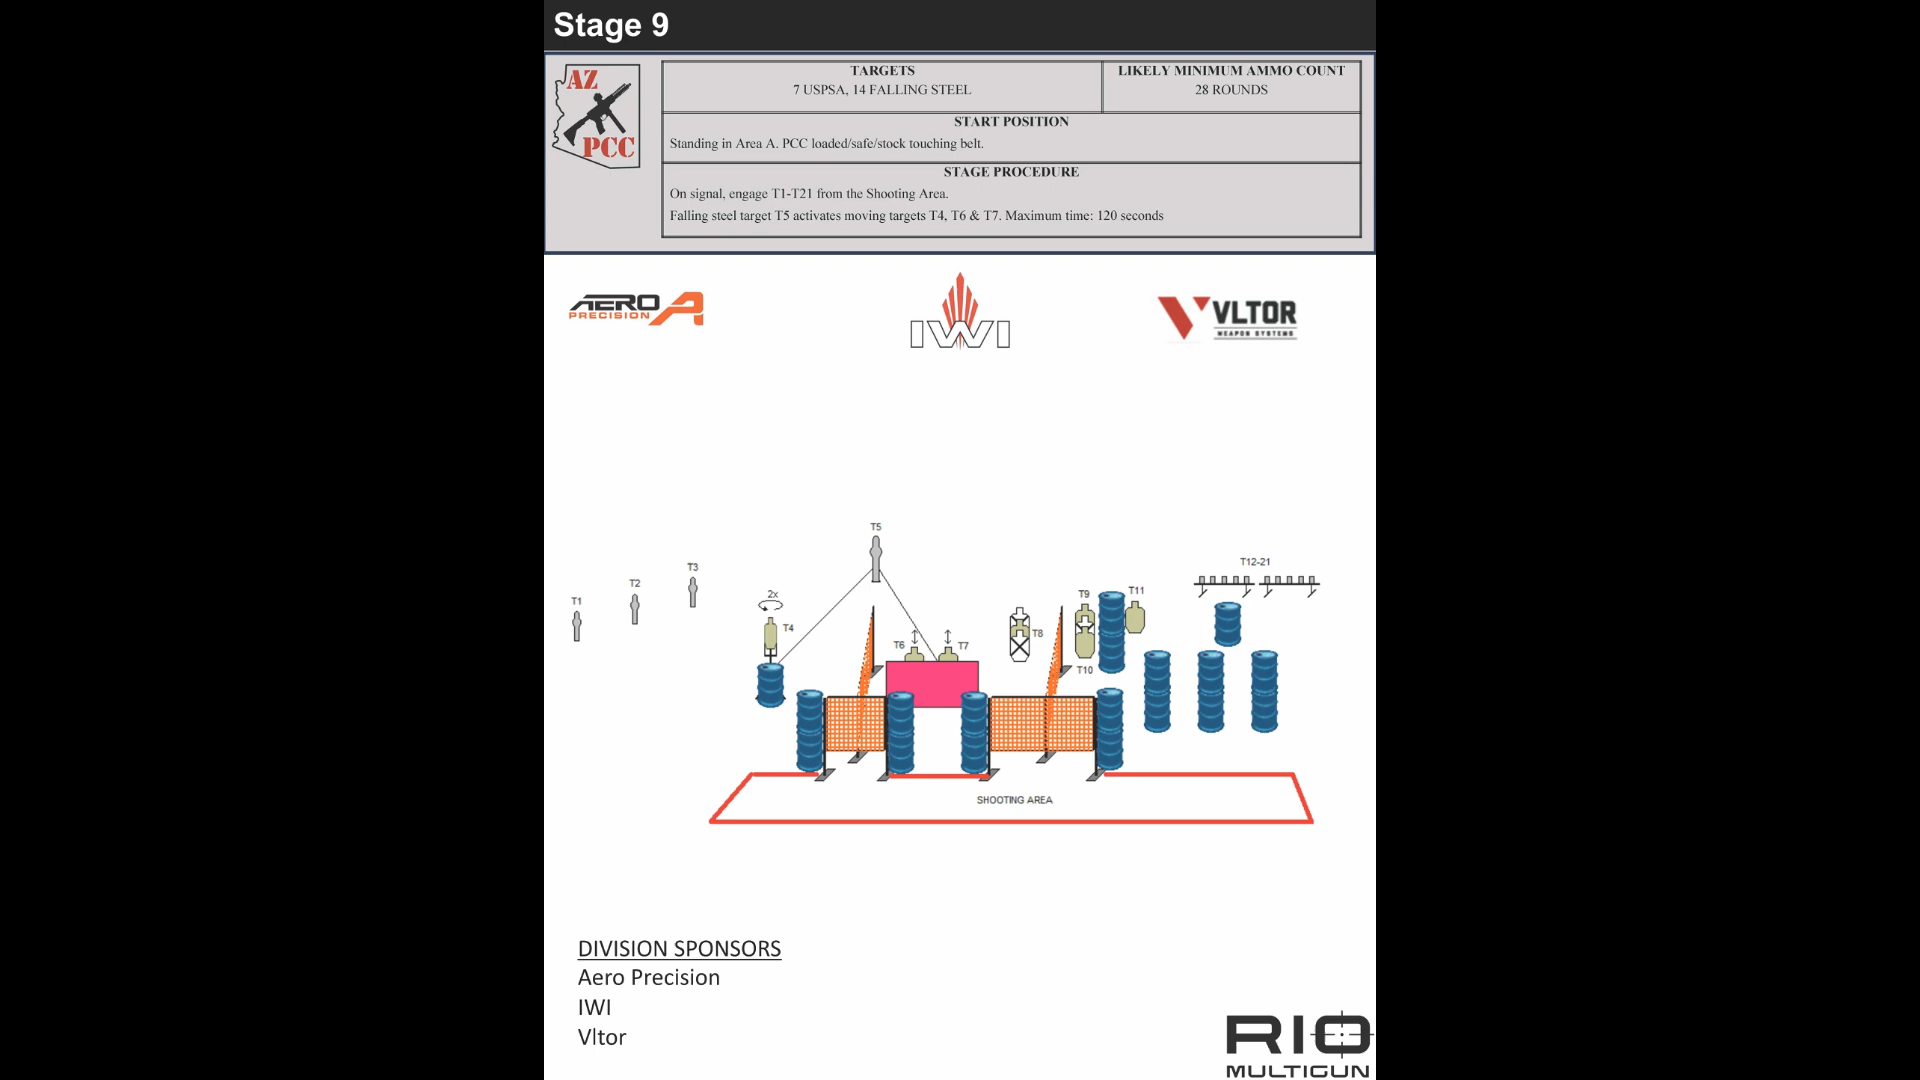 Stage 9
AZ
PCC
TARGETS
7 USPSA, 14 FALLING STEEL
LIKELY MINIMUM AMMO COUNT
28 ROUNDS
START POSITION
Standing in Area A. PCC loaded/safe/stock touching belt.
STAGE PROCEDURE
On signal, engage T1-T21 from the Shooting Area.
Falling steel target T5 activates moving targets T4, T6 & T7. Maximum time: 120 seconds
AERO
PRECISION
IWI
VLTOR
WEAPON SYSTEMS
T5
T12-21
T3
T2
T1
2x
T4
T9
T11
T8
T6
T7
T10
SHOOTING AREA
DIVISION SPONSORS
Aero Precision
IWI
Vltor
RIO
MULTIGUN